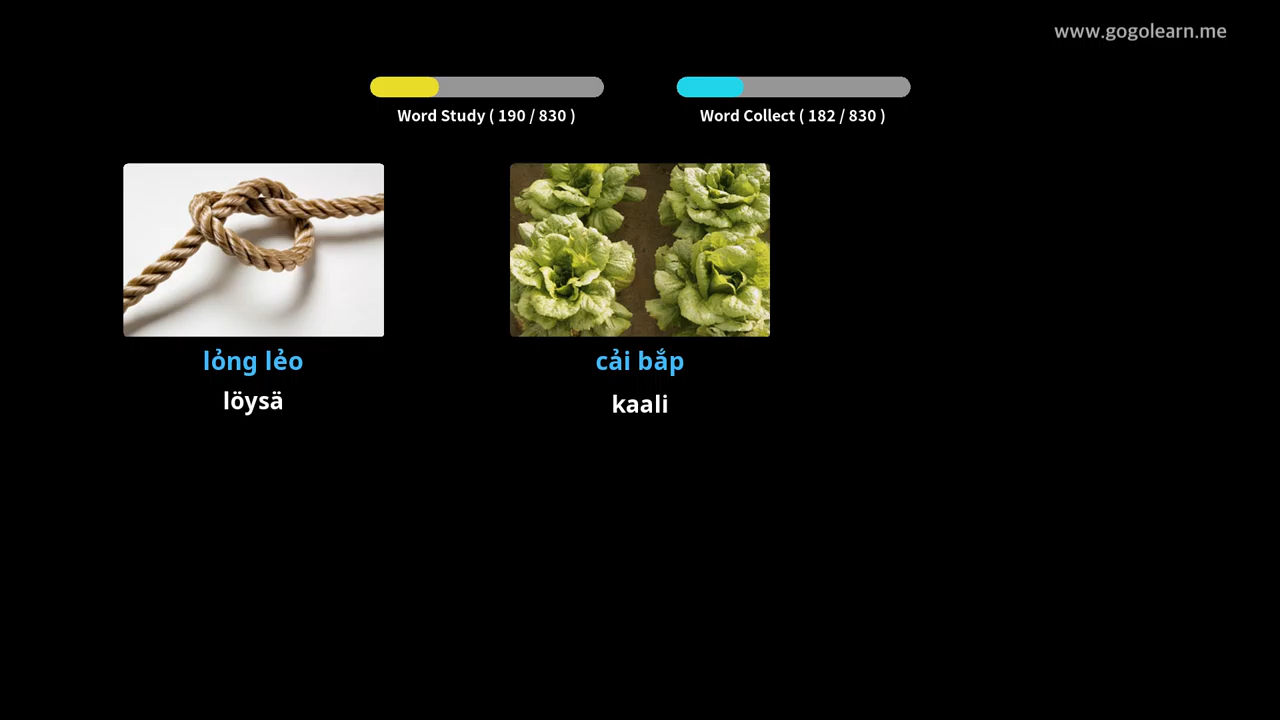 www.gogolearn.me
Word Study ( 190 / 830 )
Word Collect ( 182 / 830 )
lỏng lẻo
löysä
cải bắp
kaali